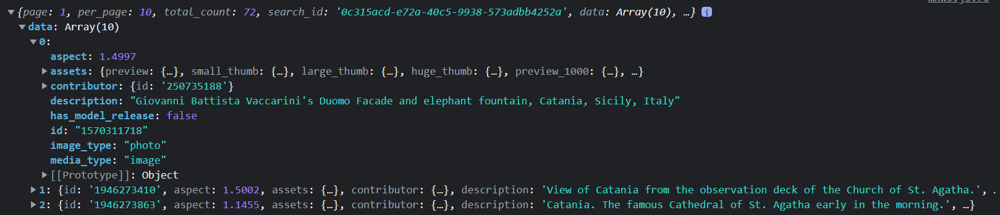 ▼{page: 1, per_page: 10, total_count: 72, search_id: '0c315acd-e72a-40c5-9938-573adbb4252a', data: Array(10), …} i
▼data: Array(10)
▼0:
aspect: 1.4997
▶assets: {preview: {…}, small_thumb: {…}, large_thumb: {…}, huge_thumb: {…}, preview_1000: {…}, …}
▶contributor: {id: '250735188'}
description: "Giovanni Battista Vaccarini's Duomo Facade and elephant fountain, Catania, Sicily, Italy"
has_model_release: false
id: "1570311718"
image_type: "photo"
media_type: "image"
▶[[Prototype]]: Object
▶1: {id: '1946273410', aspect: 1.5002, assets: {…}, contributor: {…}, description: 'View of Catania from the observation deck of the Church of St. Agatha.', .
▶2: {id: '1946273863', aspect: 1.1455, assets: {…}, contributor: {…}, description: 'Catania. The famous Cathedral of St. Agatha early in the morning.', …}